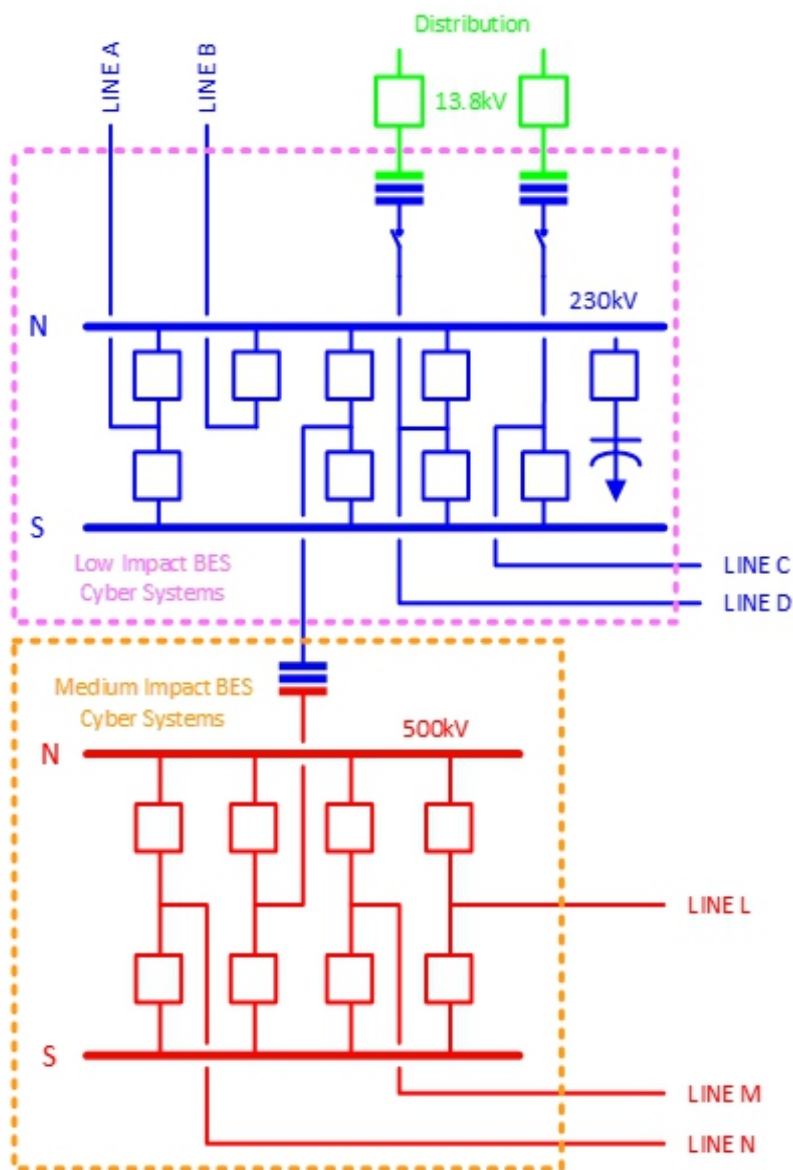 Distribution
LINE A
LINE B
13.8kV
230kV
N
S
Low Impact BES
Cyber Systems
LINE C
LINE D
Medium Impact BES
Cyber Systems
500kV
N
LINE L
S
LINE M
LINE N